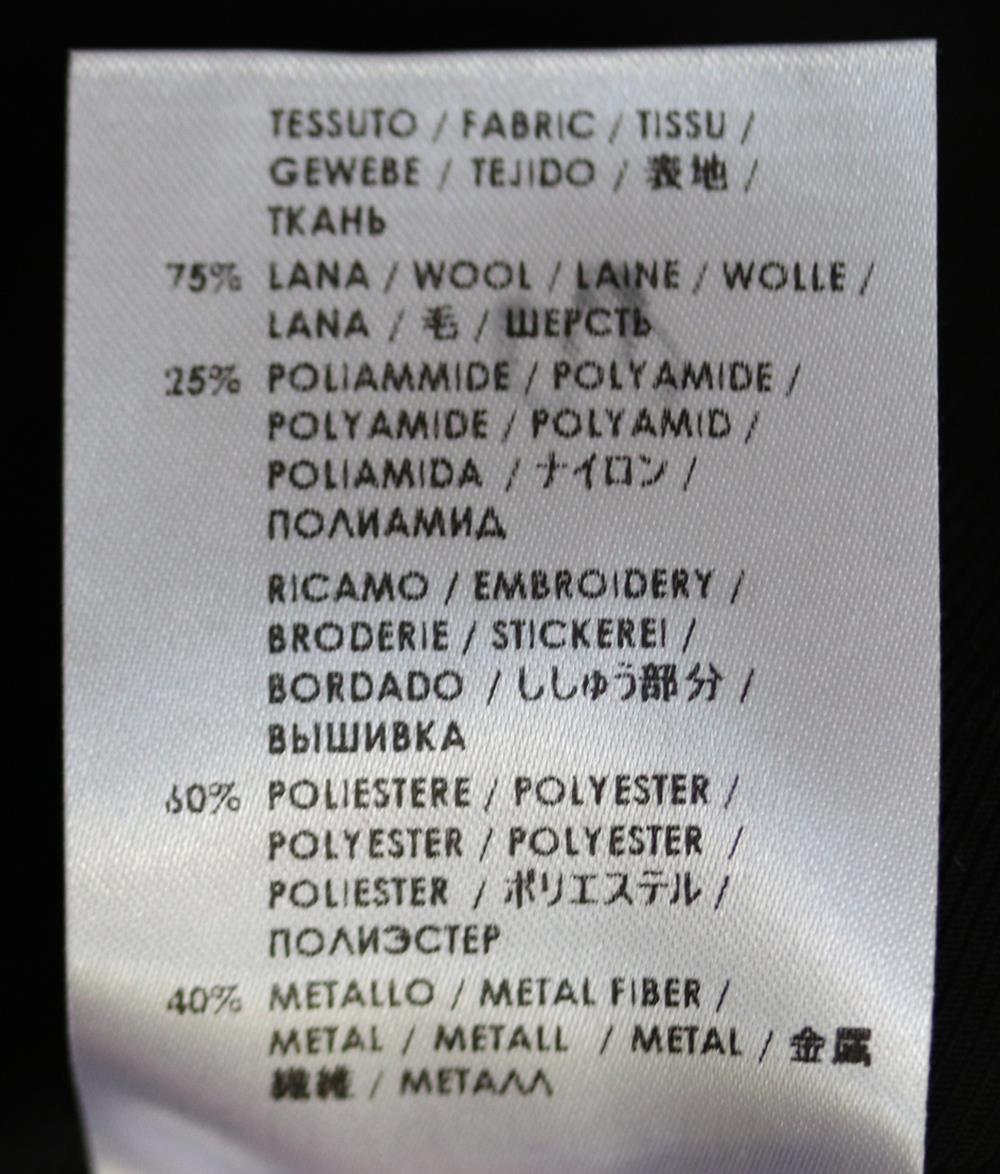 TESSUTO / FABRIC / TISSU /
GEWEBE / TEJIDO / 表地 /
ТКАНЬ
75% LANA / WOOL / LAINE / WOLLE /
LANA / 毛 / ШЕРСТЬ
25% POLIAMMIDE / POLYAMIDE /
POLYAMIDE / POLYAMID /
POLIAMIDA / ナイロン /
ПОЛИАМИД
RICAMO / EMBROIDERY /
BRODERIE / STICKEREI /
BORDADO / ししゅう部分 /
ВЫШИВКА
60% POLIESTERE / POLYESTER /
POLYESTER / POLYESTER /
POLIESTER / ポリエステル /
ПОЛИЭСТЕР
40% METALLO / METAL FIBER /
METAL / METALL / METAL / 金属
繊維 / МЕТАЛЛ